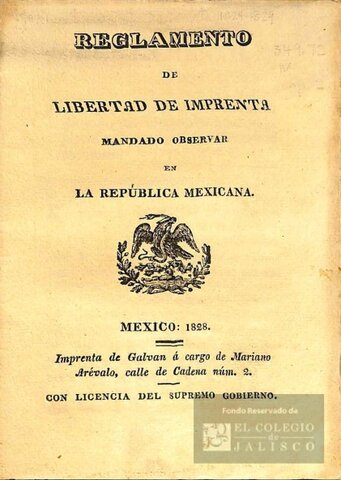 REGLAMENTO
DE
LIBERTAD DE IMPRENTA
MANDADO OBSERVAR
EN
LA REPÚBLICA MEXICANA.
MEXICO: 1828.
Imprenta de Galvan á cargo de Mariano
Arévalo, calle de Cadena núm. 2.
CON LICENCIA DEL SUPREMO GOBIERNO.
Fondo Reservado de
EL COLEGIO
de
JALISCO